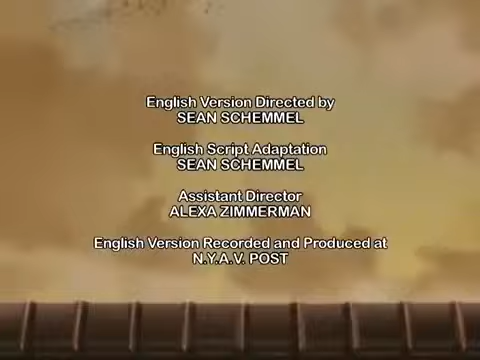 English Version Directed by
SEAN SCHEMMEL
English Script Adaptation
SEAN SCHEMMEL
Assistant Director
ALEXA ZIMMERMAN
English Version Recorded and Produced at
N.Y.A.V. POST